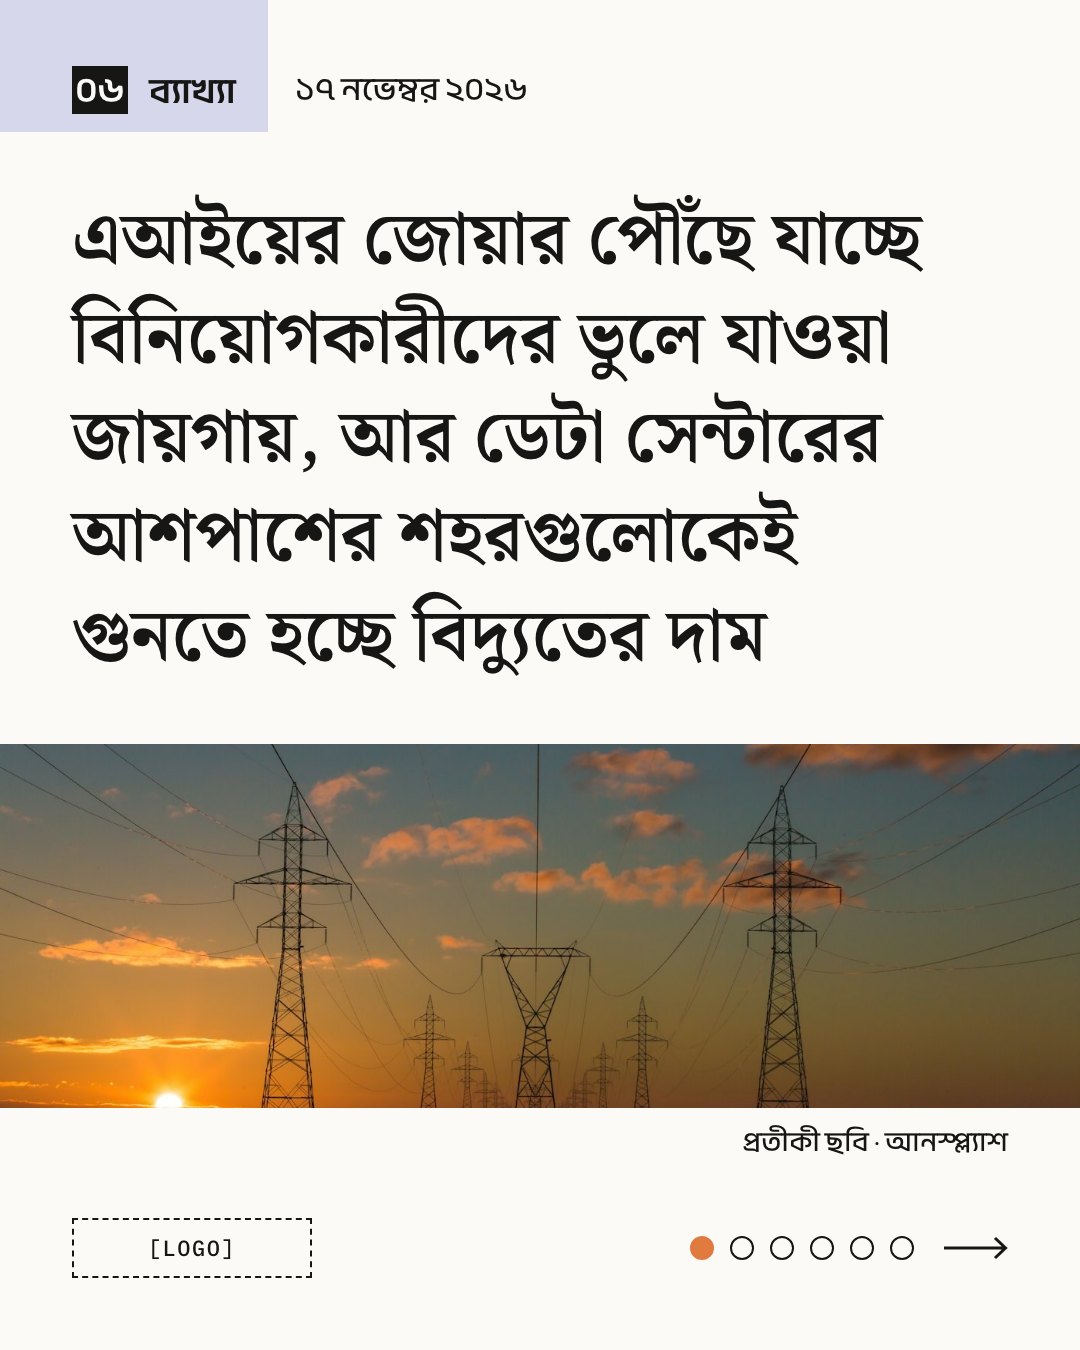 ০৬ ব্যাখ্যা ১৭ নভেম্বর ২০২৬
এআইয়ের জোয়ার পৌঁছে যাচ্ছে
বিনিয়োগকারীদের ভুলে যাওয়া
জায়গায়, আর ডেটা সেন্টারের
আশপাশের শহরগুলোকেই
গুনতে হচ্ছে বিদ্যুতের দাম
প্রতীকী ছবি · আনস্প্ল্যাশ
[LOGO]